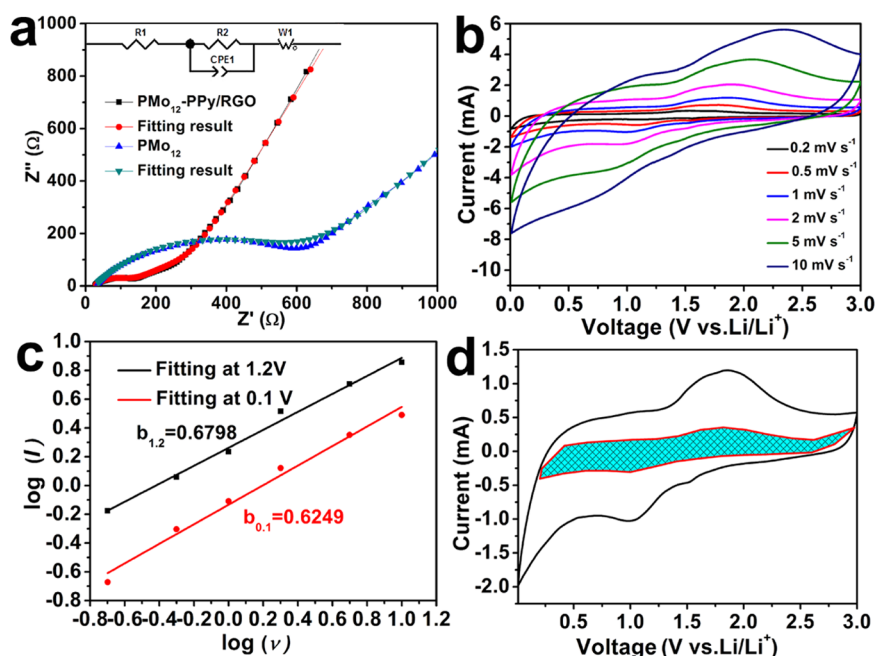 a
R1
R2
W1
CPE1
1000
800
600
400
200
0
Z'' (Ω)
PMo12-PPy/RGO
Fitting result
PMo12
Fitting result
0 200 400 600 800 1000
Z' (Ω)
b
6
4
2
0
-2
-4
-6
-8
-10
Current (mA)
0.2 mV s-1
0.5 mV s-1
1 mV s-1
2 mV s-1
5 mV s-1
10 mV s-1
0.0 0.5 1.0 1.5 2.0 2.5 3.0
Voltage (V vs.Li/Li+)
c
1.0
0.8
0.6
0.4
0.2
0.0
-0.2
-0.4
-0.6
-0.8
log (I)
Fitting at 1.2V
Fitting at 0.1 V
b1.2=0.6798
b0.1=0.6249
-0.8 -0.6 -0.4 -0.2 0.0 0.2 0.4 0.6 0.8 1.0 1.2
log (ν)
d
1.5
1.0
0.5
0.0
-0.5
-1.0
-1.5
-2.0
Current (mA)
0.5 1.0 1.5 2.0 2.5 3.0
Voltage (V vs.Li/Li+)